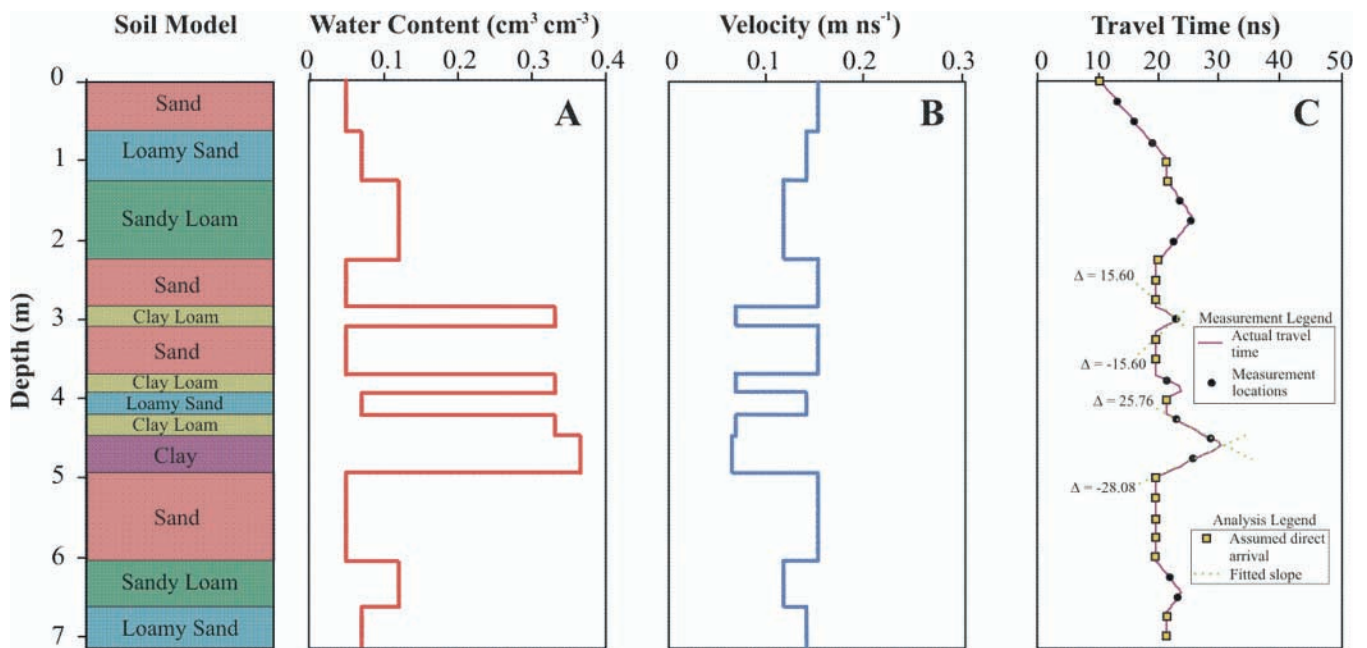 Soil Model
Water Content (cm³ cm⁻³)
Velocity (m ns⁻¹)
Travel Time (ns)
0 0.2 0.3 0.4
0.1 0.2 0.3
0 10 20 30 40 50
Depth (m)
0
1
2
3
4
5
6
7
Sand
Loamy Sand
Sandy Loam
Sand
Clay Loam
Sand
Clay Loam
Loamy Sand
Clay Loam
Clay
Sand
Sandy Loam
Loamy Sand
A
B
C
Δ = 15.60
Δ = -15.60
Δ = 25.76
Δ = -28.08
Measurement Legend
Actual travel
time
Measurement
locations
Analysis Legend
Assumed direct
arrival
Fitted slope